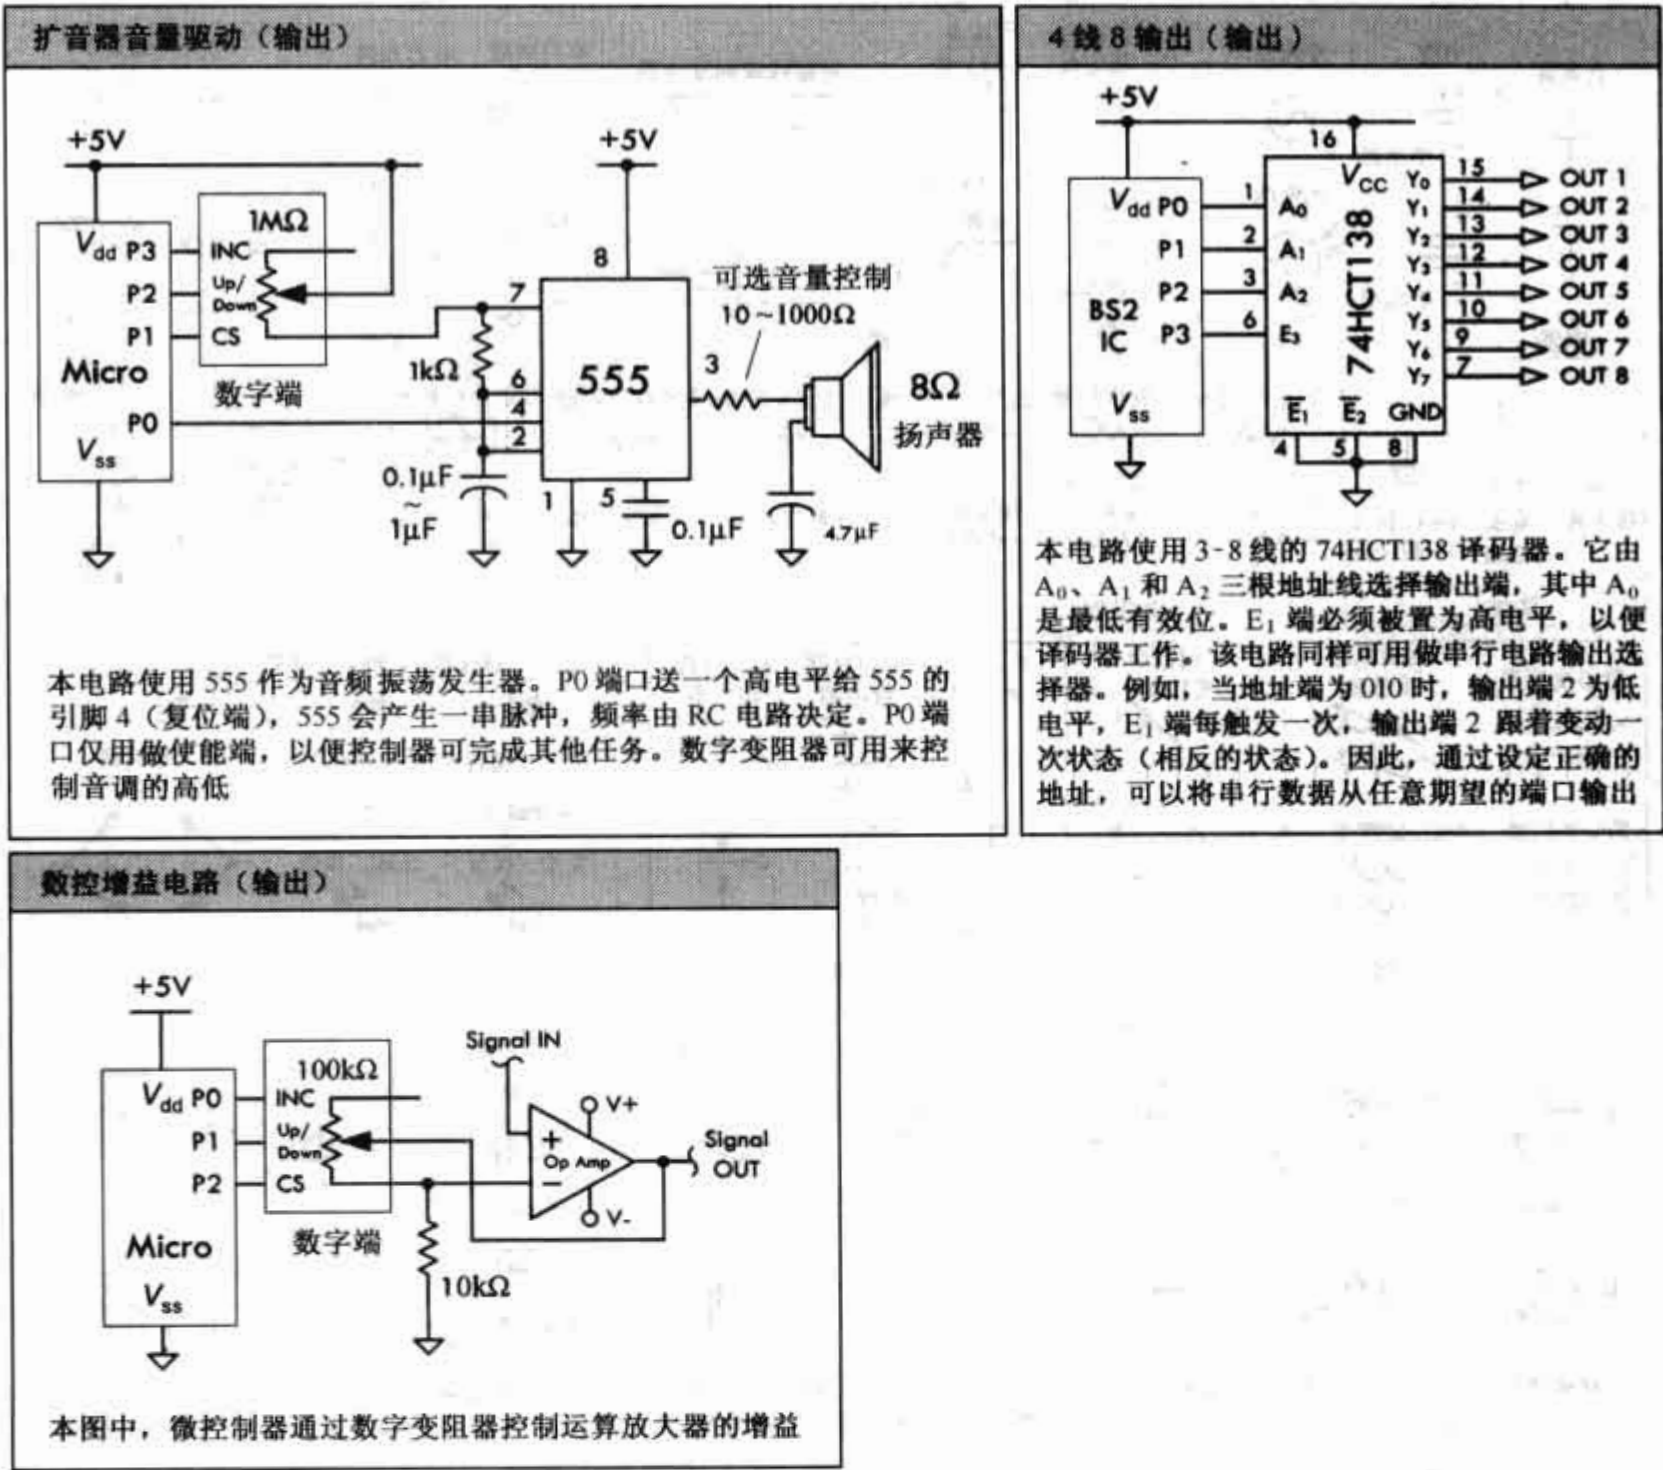 扩音器音量驱动（输出）
+5V
+5V
1MΩ
Vdd P3
INC
P2
Up/
Down
P1
CS
Micro
数字端
P0
Vss
8
7
1kΩ
6
4
2
555
3
可选音量控制
10～1000Ω
8Ω
扬声器
0.1μF
～
1μF
1
5
0.1μF
4.7μF
本电路使用 555 作为音频振荡发生器。P0 端口送一个高电平给 555 的
引脚 4（复位端），555 会产生一串脉冲，频率由 RC 电路决定。P0 端
口仅用做使能端，以便控制器可完成其他任务。数字变阻器可用来控
制音调的高低
4 线 8 输出（输出）
+5V
16
Vdd P0
P1
P2
P3
BS2
IC
Vss
1
2
3
6
A0
A1
A2
E3
VCC
74HCT138
Y0 15 OUT 1
Y1 14 OUT 2
Y2 13 OUT 3
Y3 12 OUT 4
Y4 11 OUT 5
Y5 10 OUT 6
Y6 9 OUT 7
Y7 7 OUT 8
E̅1 E̅2 GND
4 5 8
本电路使用 3-8 线的 74HCT138 译码器。它由
A0、A1 和 A2 三根地址线选择输出端，其中 A0
是最低有效位。E1 端必须被置为高电平，以便
译码器工作。该电路同样可用做串行电路输出选
择器。例如，当地址端为 010 时，输出端 2 为低
电平，E1 端每触发一次，输出端 2 跟着变动一
次状态（相反的状态）。因此，通过设定正确的
地址，可以将串行数据从任意期望的端口输出
数控增益电路（输出）
+5V
100kΩ
Vdd P0
INC
P1
Up/
Down
P2
CS
Micro
数字端
Vss
10kΩ
Signal IN
V+
+
Op Amp
−
V-
Signal
OUT
本图中，微控制器通过数字变阻器控制运算放大器的增益